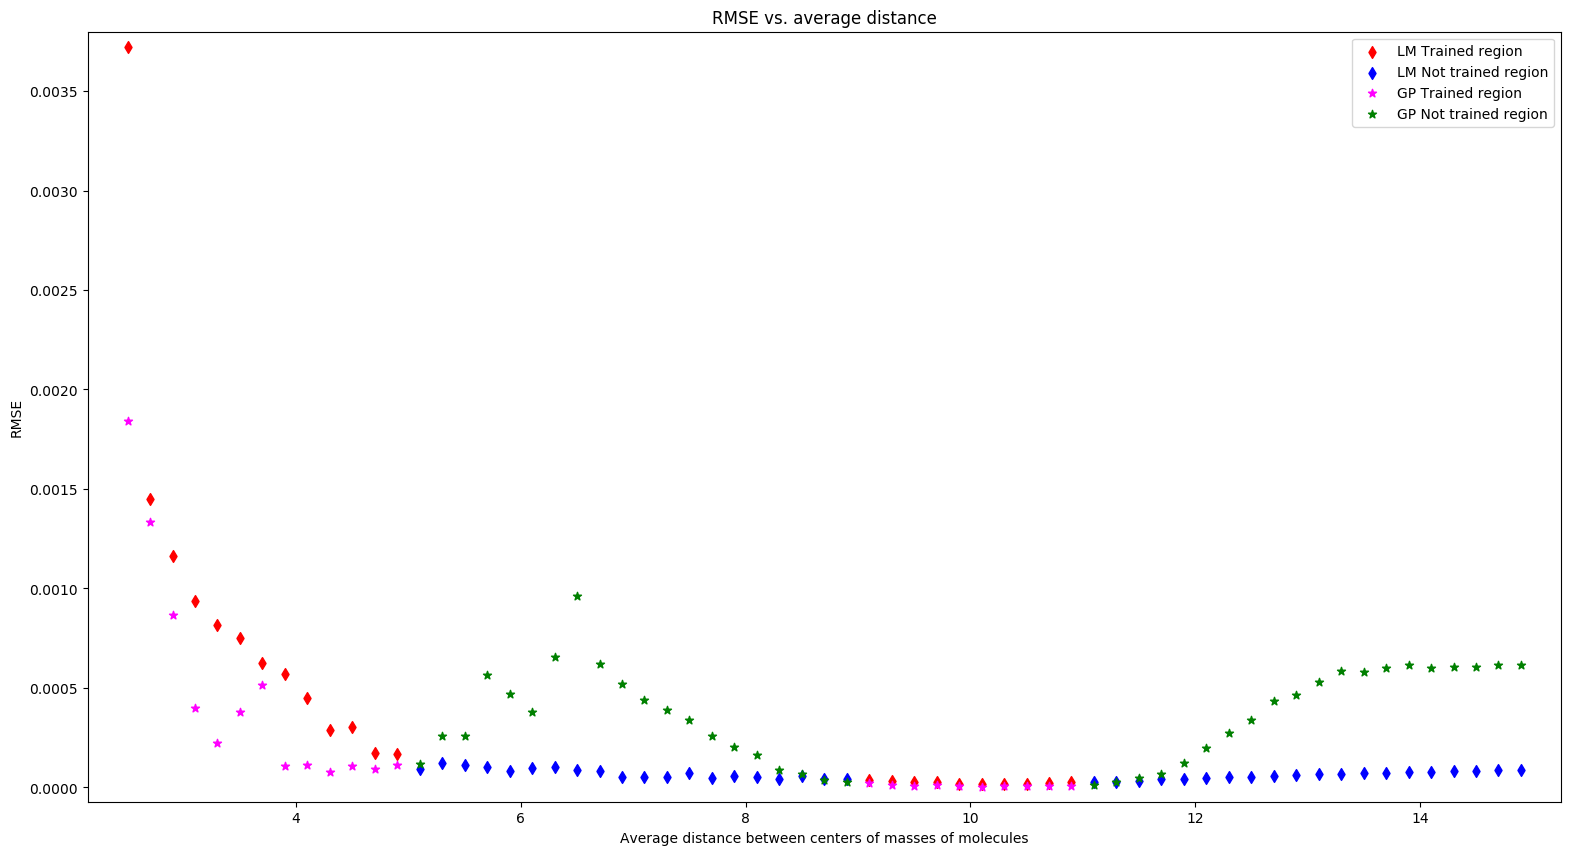 RMSE vs. average distance
LM Trained region
LM Not trained region
GP Trained region
GP Not trained region
RMSE
0.0035
0.0030
0.0025
0.0020
0.0015
0.0010
0.0005
0.0000
4
6
8
10
12
14
Average distance between centers of masses of molecules